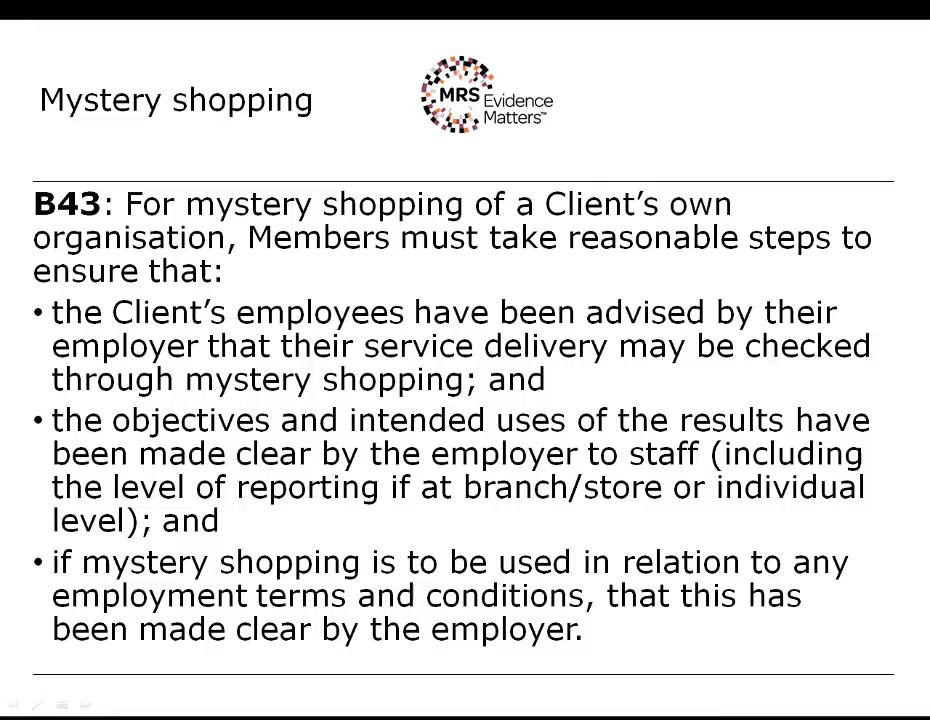 Mystery shopping
MRS Evidence
Matters™
B43: For mystery shopping of a Client’s own
organisation, Members must take reasonable steps to
ensure that:
• the Client’s employees have been advised by their
employer that their service delivery may be checked
through mystery shopping; and
• the objectives and intended uses of the results have
been made clear by the employer to staff (including
the level of reporting if at branch/store or individual
level); and
• if mystery shopping is to be used in relation to any
employment terms and conditions, that this has
been made clear by the employer.